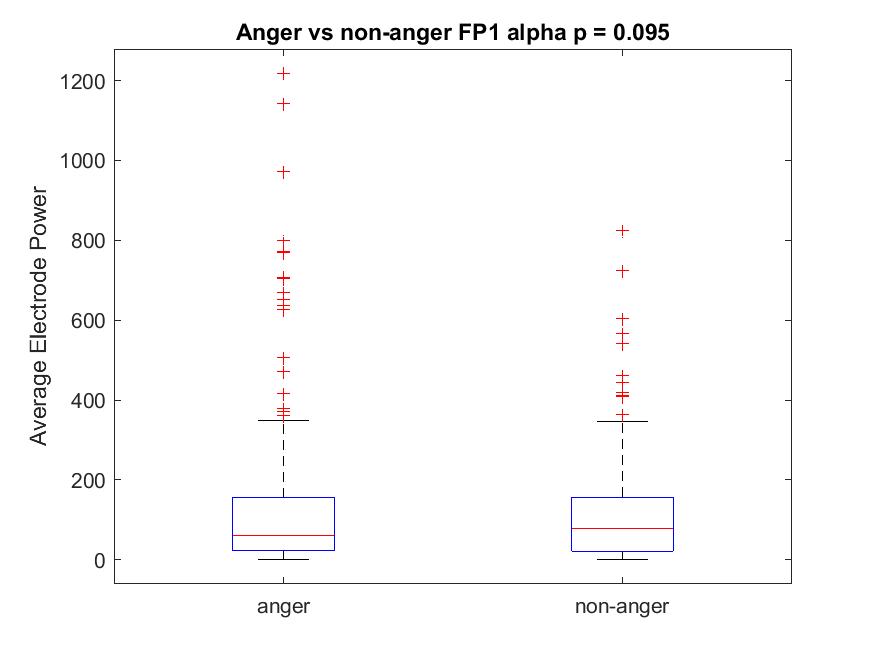 Anger vs non-anger FP1 alpha p = 0.095
Average Electrode Power
1200
1000
800
600
400
200
0
anger
non-anger